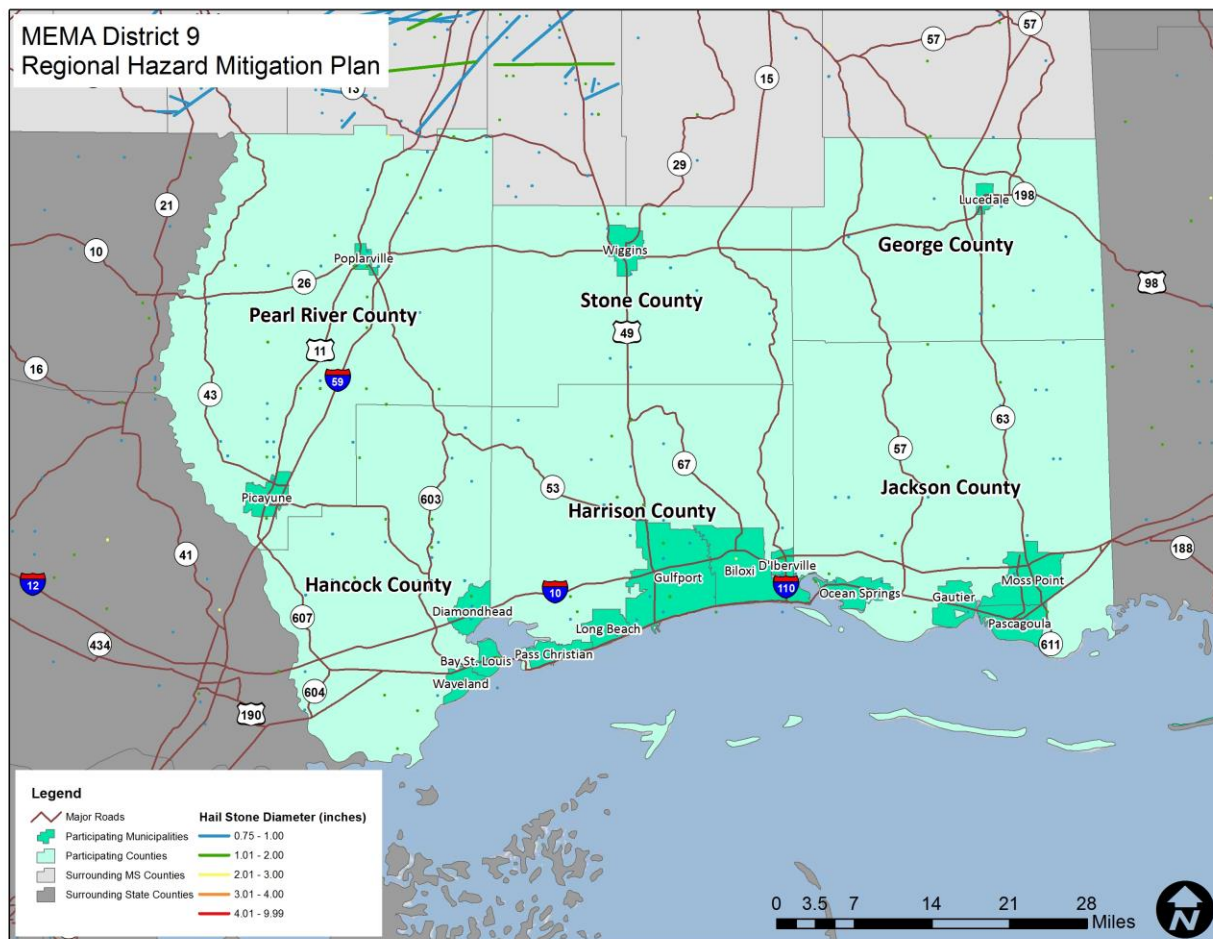 MEMA District 9
Regional Hazard Mitigation Plan
57
57
13
15
29
21
198
Lucedale
10
Wiggins
Poplarville
George County
26
98
Stone County
Pearl River County
49
11
16
59
43
63
57
67
Picayune
53
603
Jackson County
Harrison County
188
41
12
Hancock County
Gulfport
Biloxi
D'Iberville
Moss Point
10
110
Ocean Springs
Gautier
Diamondhead
607
Long Beach
Pascagoula
434
611
Pass Christian
Bay St. Louis
Waveland
604
190
Legend
Major Roads
Participating Municipalities
Participating Counties
Surrounding MS Counties
Surrounding State Counties
Hail Stone Diameter (inches)
0.75 - 1.00
1.01 - 2.00
2.01 - 3.00
3.01 - 4.00
4.01 - 9.99
0 3.5 7 14 21 28
Miles
N